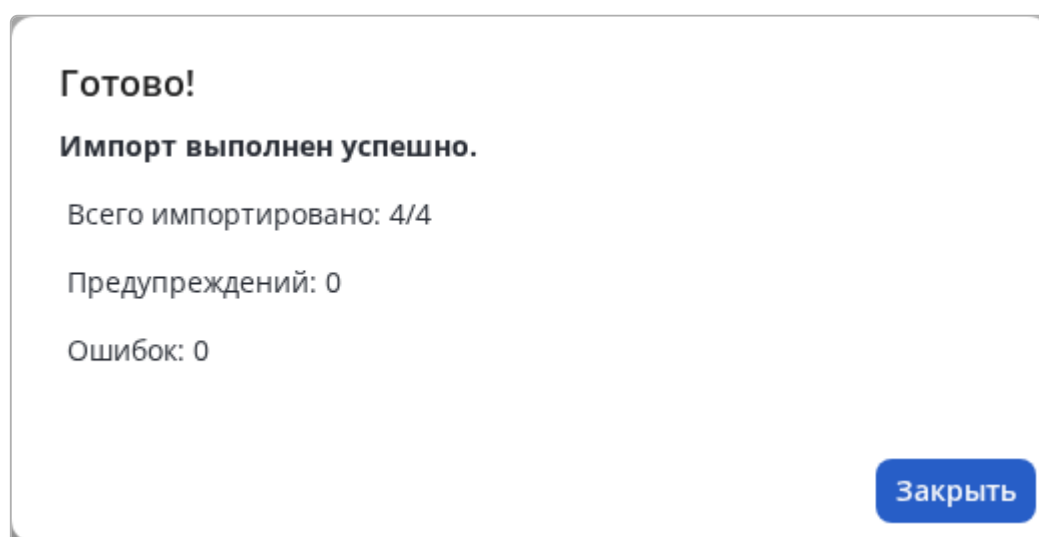 Готово!
Импорт выполнен успешно.
Всего импортировано: 4/4
Предупреждений: 0
Ошибок: 0
Закрыть